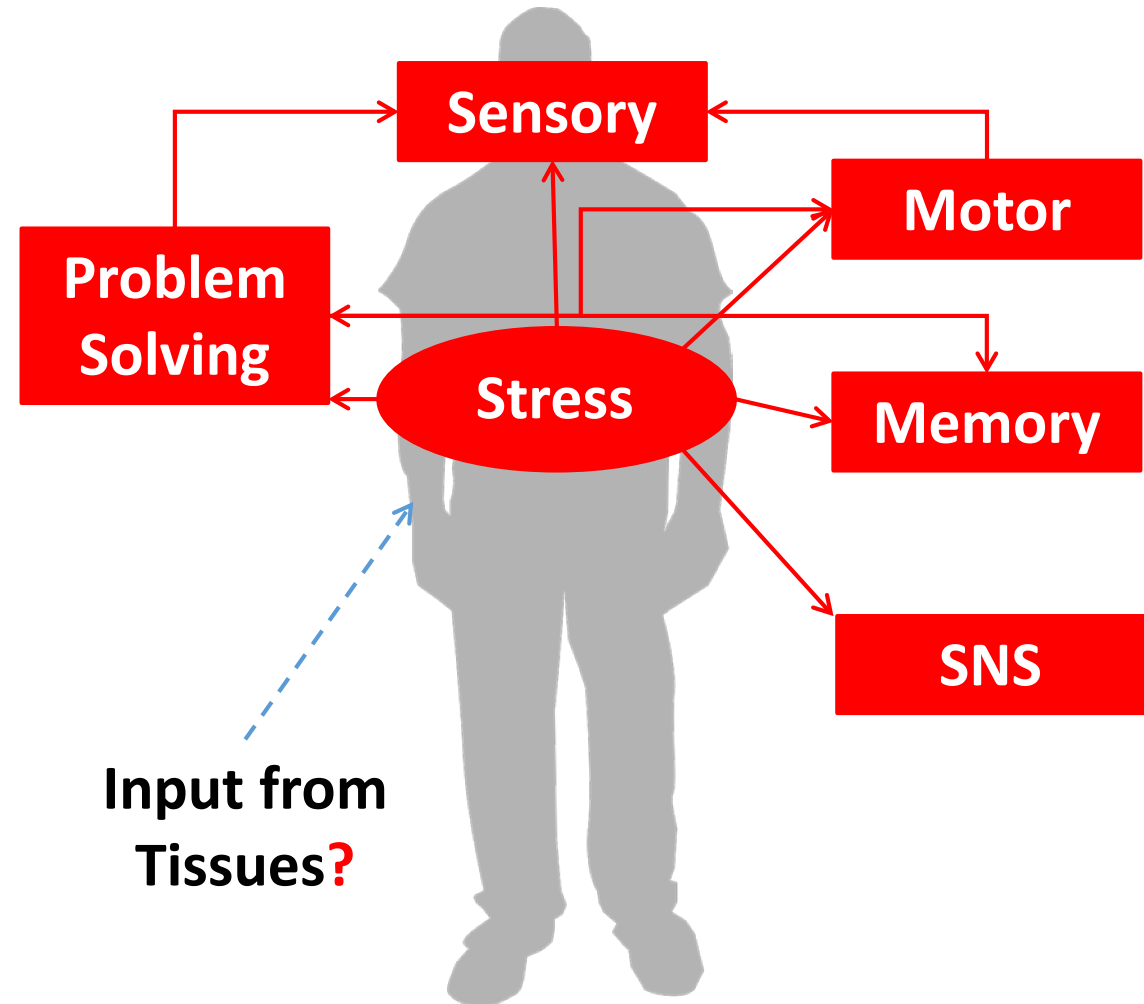 Sensory
Motor
Problem
Solving
Stress
Memory
SNS
Input from
Tissues?